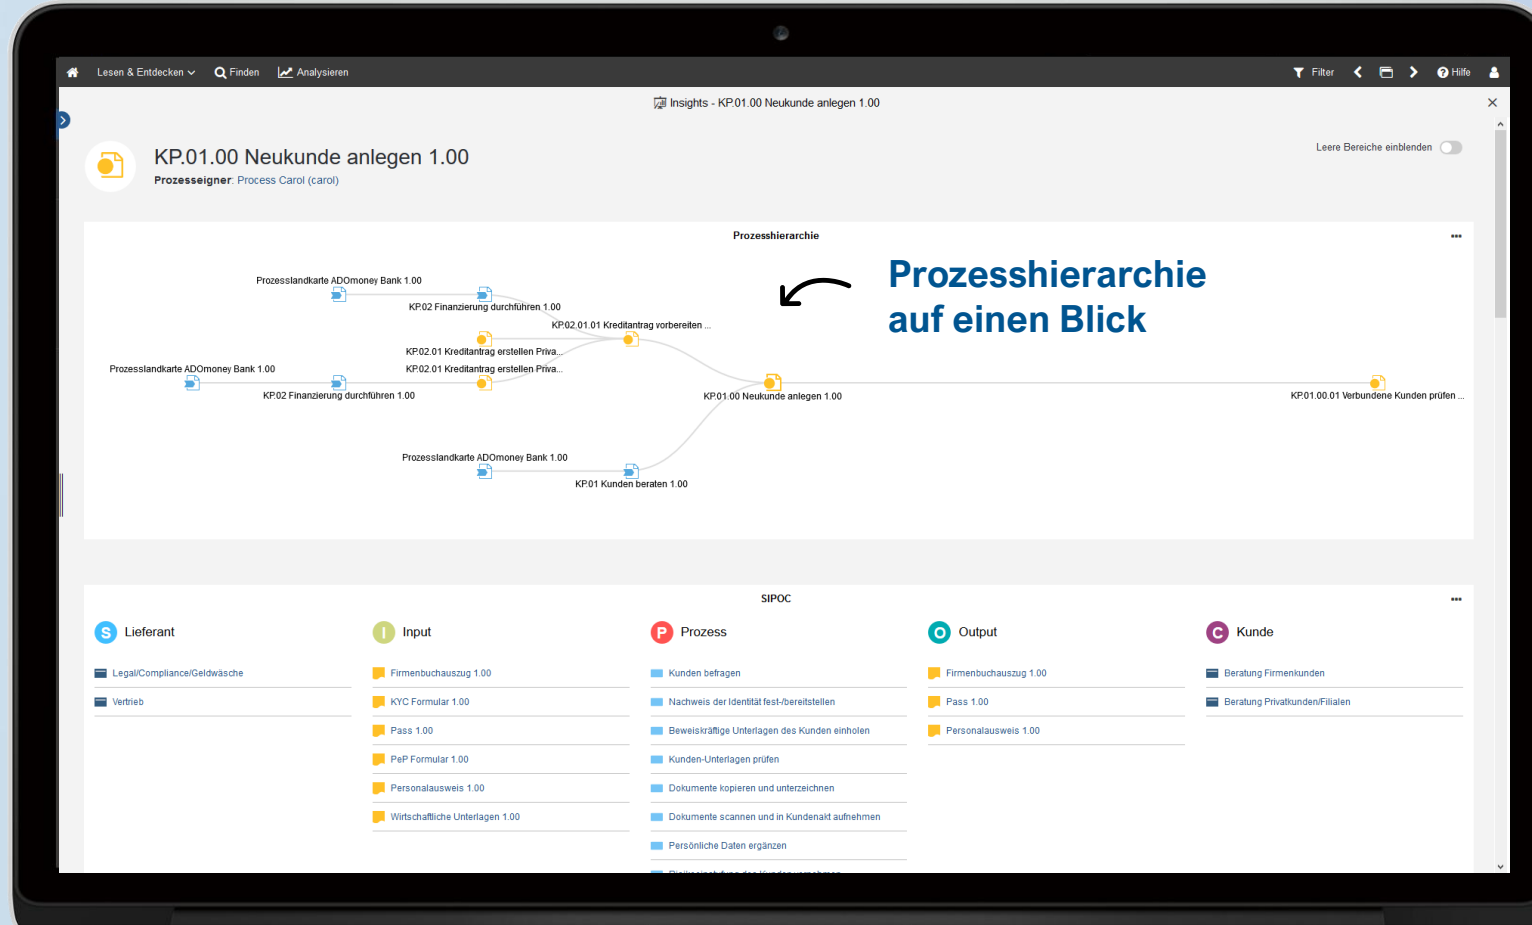 Lesen & Entdecken
Finden
Analysieren
Filter
Hilfe
Insights - KP.01.00 Neukunde anlegen 1.00
KP.01.00 Neukunde anlegen 1.00
Prozesseigner: Process Carol (carol)
Leere Bereiche einblenden
Prozesshierarchie
Prozesshierarchie
auf einen Blick
Prozesslandkarte ADOmoney Bank 1.00
KP.02 Finanzierung durchführen 1.00
KP.02.01.01 Kreditantrag vorbereiten ...
KP.02.01 Kreditantrag erstellen Priva...
Prozesslandkarte ADOmoney Bank 1.00
KP.02.01 Kreditantrag erstellen Priva...
KP.02 Finanzierung durchführen 1.00
KP.01.00 Neukunde anlegen 1.00
KP.01.00.01 Verbundene Kunden prüfen ...
Prozesslandkarte ADOmoney Bank 1.00
KP.01 Kunden beraten 1.00
SIPOC
S Lieferant
Legal/Compliance/Geldwäsche
Vertrieb
I Input
Firmenbuchauszug 1.00
KYC Formular 1.00
Pass 1.00
PeP Formular 1.00
Personalausweis 1.00
Wirtschaftliche Unterlagen 1.00
P Prozess
Kunden befragen
Nachweis der Identität fest-/bereitstellen
Beweiskräftige Unterlagen des Kunden einholen
Kunden-Unterlagen prüfen
Dokumente kopieren und unterzeichnen
Dokumente scannen und in Kundenakt aufnehmen
Persönliche Daten ergänzen
O Output
Firmenbuchauszug 1.00
Pass 1.00
Personalausweis 1.00
C Kunde
Beratung Firmenkunden
Beratung Privatkunden/Filialen